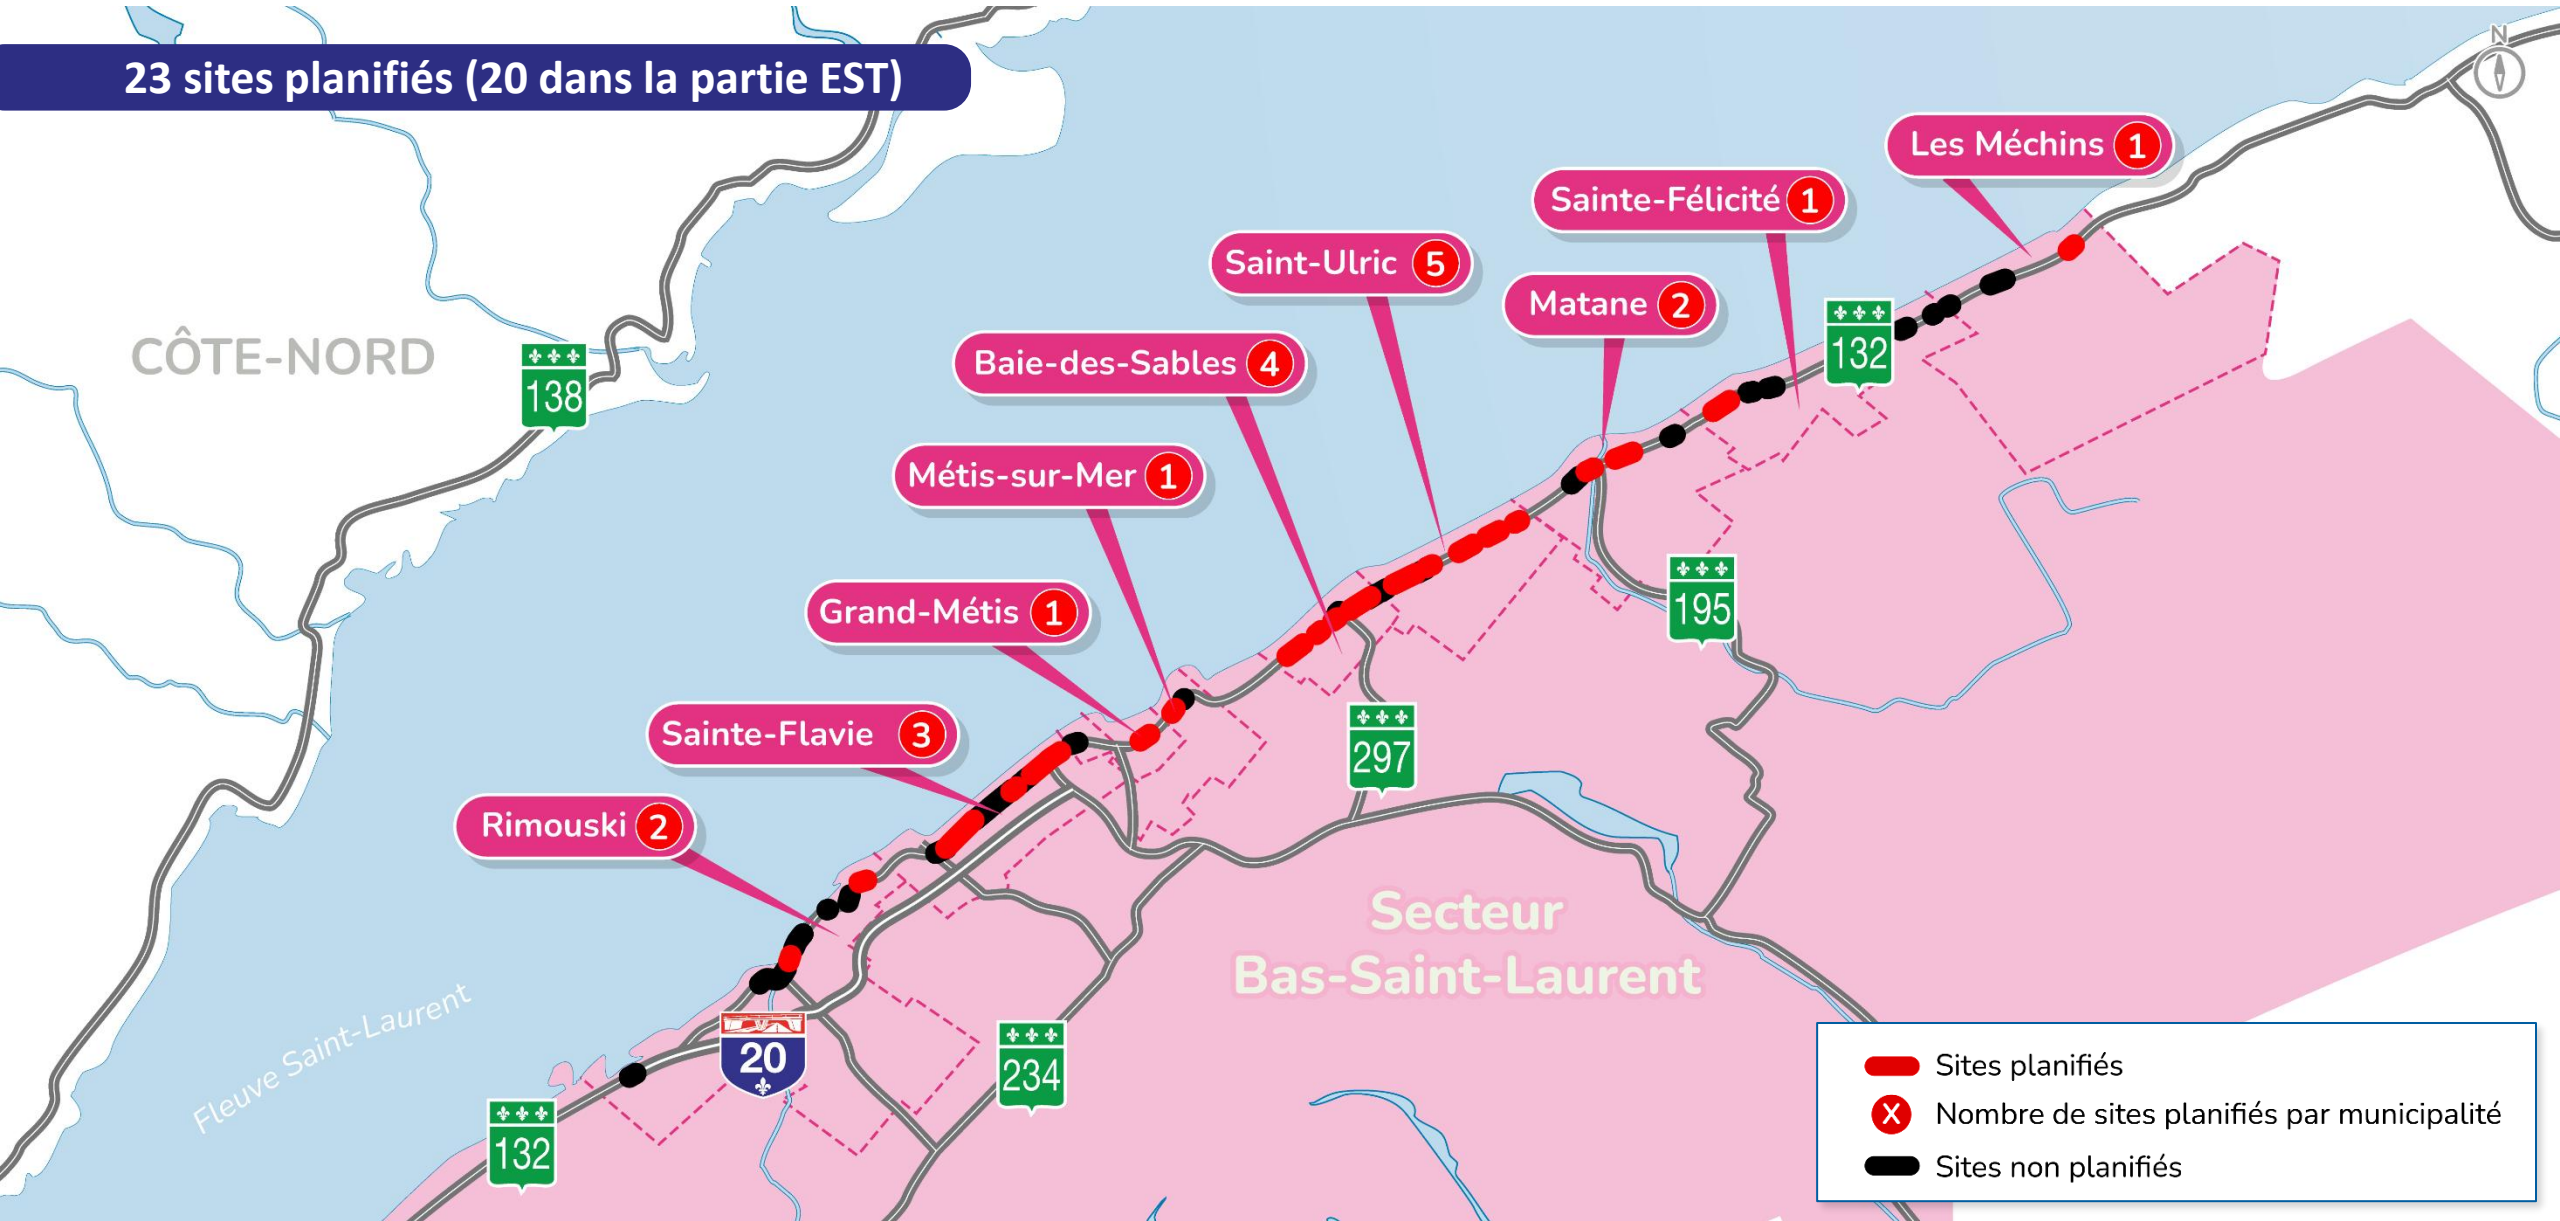 23 sites planifiés (20 dans la partie EST)
N
Les Méchins 1
Sainte-Félicité 1
Saint-Ulric 5
Matane 2
132
CÔTE-NORD
138
Baie-des-Sables 4
Métis-sur-Mer 1
195
Grand-Métis 1
297
Sainte-Flavie 3
Rimouski 2
Secteur
Bas-Saint-Laurent
Fleuve Saint-Laurent
20
234
132
Sites planifiés
X Nombre de sites planifiés par municipalité
Sites non planifiés